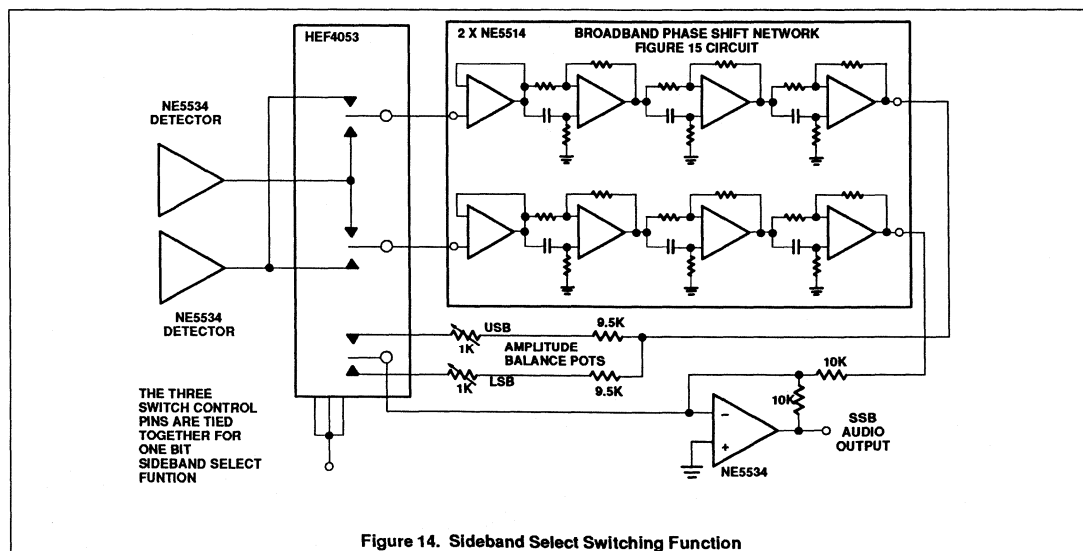 HEF4053
2 X NE5514
BROADBAND PHASE SHIFT NETWORK
FIGURE 15 CIRCUIT
NE5534
DETECTOR
NE5534
DETECTOR
USB
9.5K
1K
AMPLITUDE
BALANCE POTS
LSB
1K
9.5K
10K
10K
THE THREE
SWITCH CONTROL
PINS ARE TIED
TOGETHER FOR
ONE BIT
SIDEBAND SELECT
FUNTION
−
+
NE5534
SSB
AUDIO
OUTPUT
Figure 14. Sideband Select Switching Function